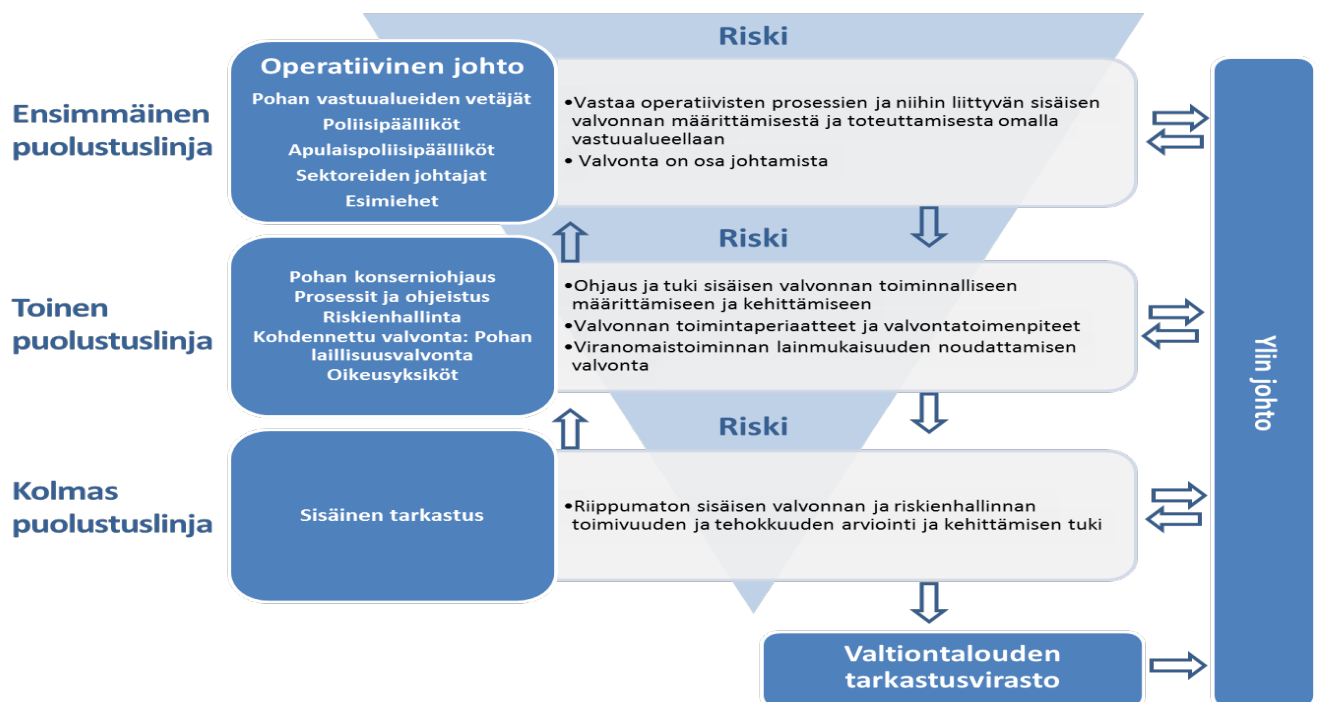 Riski
Ensimmäinen
puolustuslinja
Operatiivinen johto
Pohan vastuualueiden vetäjät
Poliisipäälliköt
Apulaispoliisipäälliköt
Sektoreiden johtajat
Esimiehet
•Vastaa operatiivisten prosessien ja niihin liittyvän sisäisen
valvonnan määrittämisestä ja toteuttamisesta omalla
vastuualueellaan
• Valvonta on osa johtamista
Riski
Toinen
puolustuslinja
Pohan konserniohjaus
Prosessit ja ohjeistus
Riskienhallinta
Kohdennettu valvonta: Pohan
laillisuusvalvonta
Oikeusyksiköt
•Ohjaus ja tuki sisäisen valvonnan toiminnalliseen
määrittämiseen ja kehittämiseen
•Valvonnan toimintaperiaatteet ja valvontatoimenpiteet
•Viranomaistoiminnan lainmukaisuuden noudattamisen
valvonta
Riski
Kolmas
puolustuslinja
Sisäinen tarkastus
•Riippumaton sisäisen valvonnan ja riskienhallinnan
toimivuuden ja tehokkuuden arviointi ja kehittämisen tuki
Valtiontalouden
tarkastusvirasto
Ylin johto